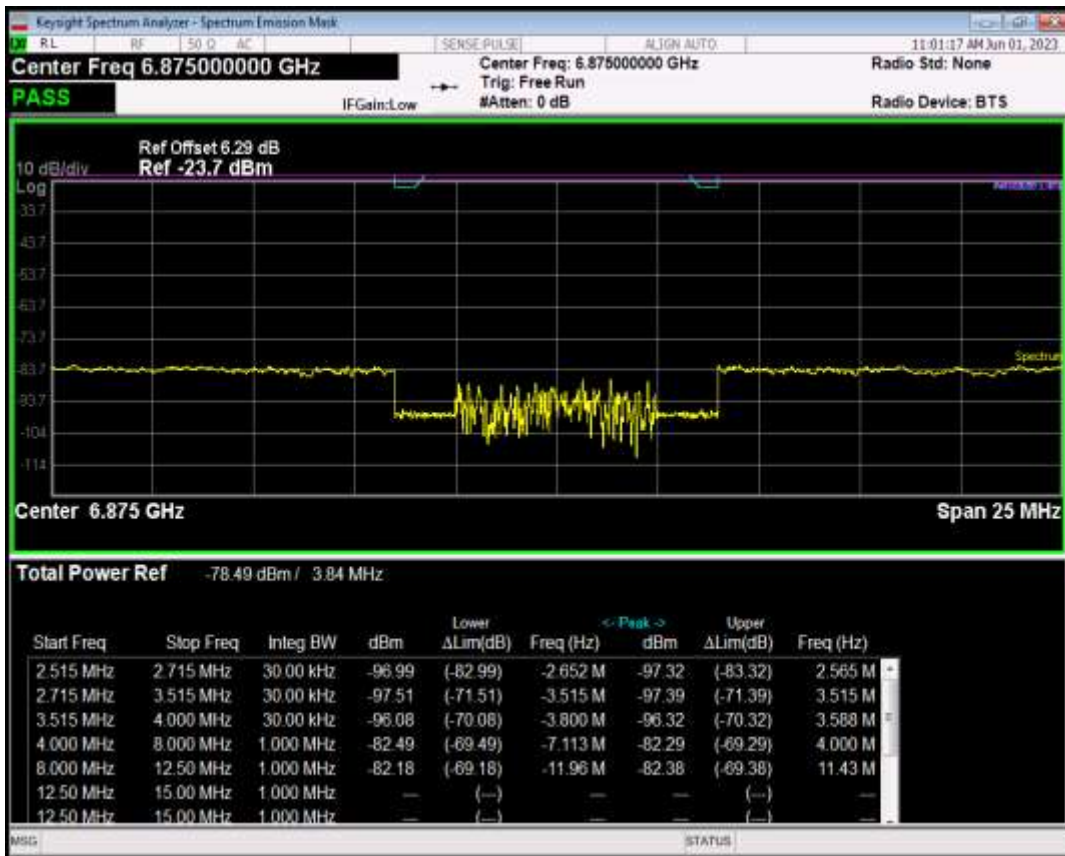 Keysight Spectrum Analyzer - Spectrum Emission Mask
RL RF 50 Ω AC SENSE:PULSE ALIGN AUTO 11:01:17 AM Jun 01, 2023
Center Freq 6.875000000 GHz Center Freq: 6.875000000 GHz Radio Std: None
Trig: Free Run
PASS IFGain:Low #Atten: 0 dB Radio Device: BTS
Ref Offset 6.29 dB
10 dB/div Ref -23.7 dBm
Log
-33.7
-43.7
-53.7
-63.7
-73.7
Spectrum
-83.7
-93.7
-104
-114
Center 6.875 GHz Span 25 MHz
Total Power Ref -78.49 dBm / 3.84 MHz
Lower <- Peak -> Upper
Start Freq Stop Freq Integ BW dBm ΔLim(dB) Freq (Hz) dBm ΔLim(dB) Freq (Hz)
2.515 MHz 2.715 MHz 30.00 kHz -96.99 (-82.99) -2.652 M -97.32 (-83.32) 2.565 M
2.715 MHz 3.515 MHz 30.00 kHz -97.51 (-71.51) -3.515 M -97.39 (-71.39) 3.515 M
3.515 MHz 4.000 MHz 30.00 kHz -96.08 (-70.08) -3.800 M -96.32 (-70.32) 3.588 M
4.000 MHz 8.000 MHz 1.000 MHz -82.49 (-69.49) -7.113 M -82.29 (-69.29) 4.000 M
8.000 MHz 12.50 MHz 1.000 MHz -82.18 (-69.18) -11.96 M -82.38 (-69.38) 11.43 M
12.50 MHz 15.00 MHz 1.000 MHz --- (---) --- --- (---) ---
12.50 MHz 15.00 MHz 1.000 MHz --- (---) --- --- (---) ---
MSG STATUS